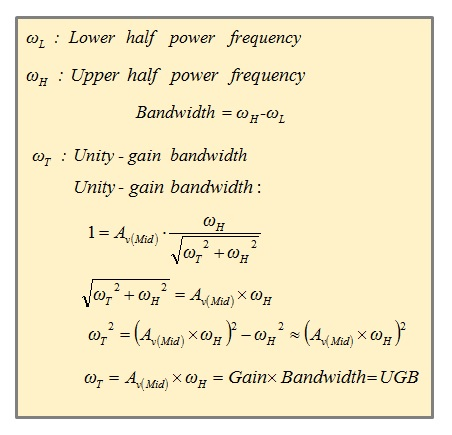 ω_L : Lower half power frequency
ω_H : Upper half power frequency
Bandwidth = ω_H-ω_L
ω_T : Unity - gain bandwidth
Unity - gain bandwidth :
1 = A_v(Mid) · ω_H / √(ω_T² + ω_H²)
√(ω_T² + ω_H²) = A_v(Mid) × ω_H
ω_T² = (A_v(Mid) × ω_H)² − ω_H² ≈ (A_v(Mid) × ω_H)²
ω_T = A_v(Mid) × ω_H = Gain× Bandwidth= UGB